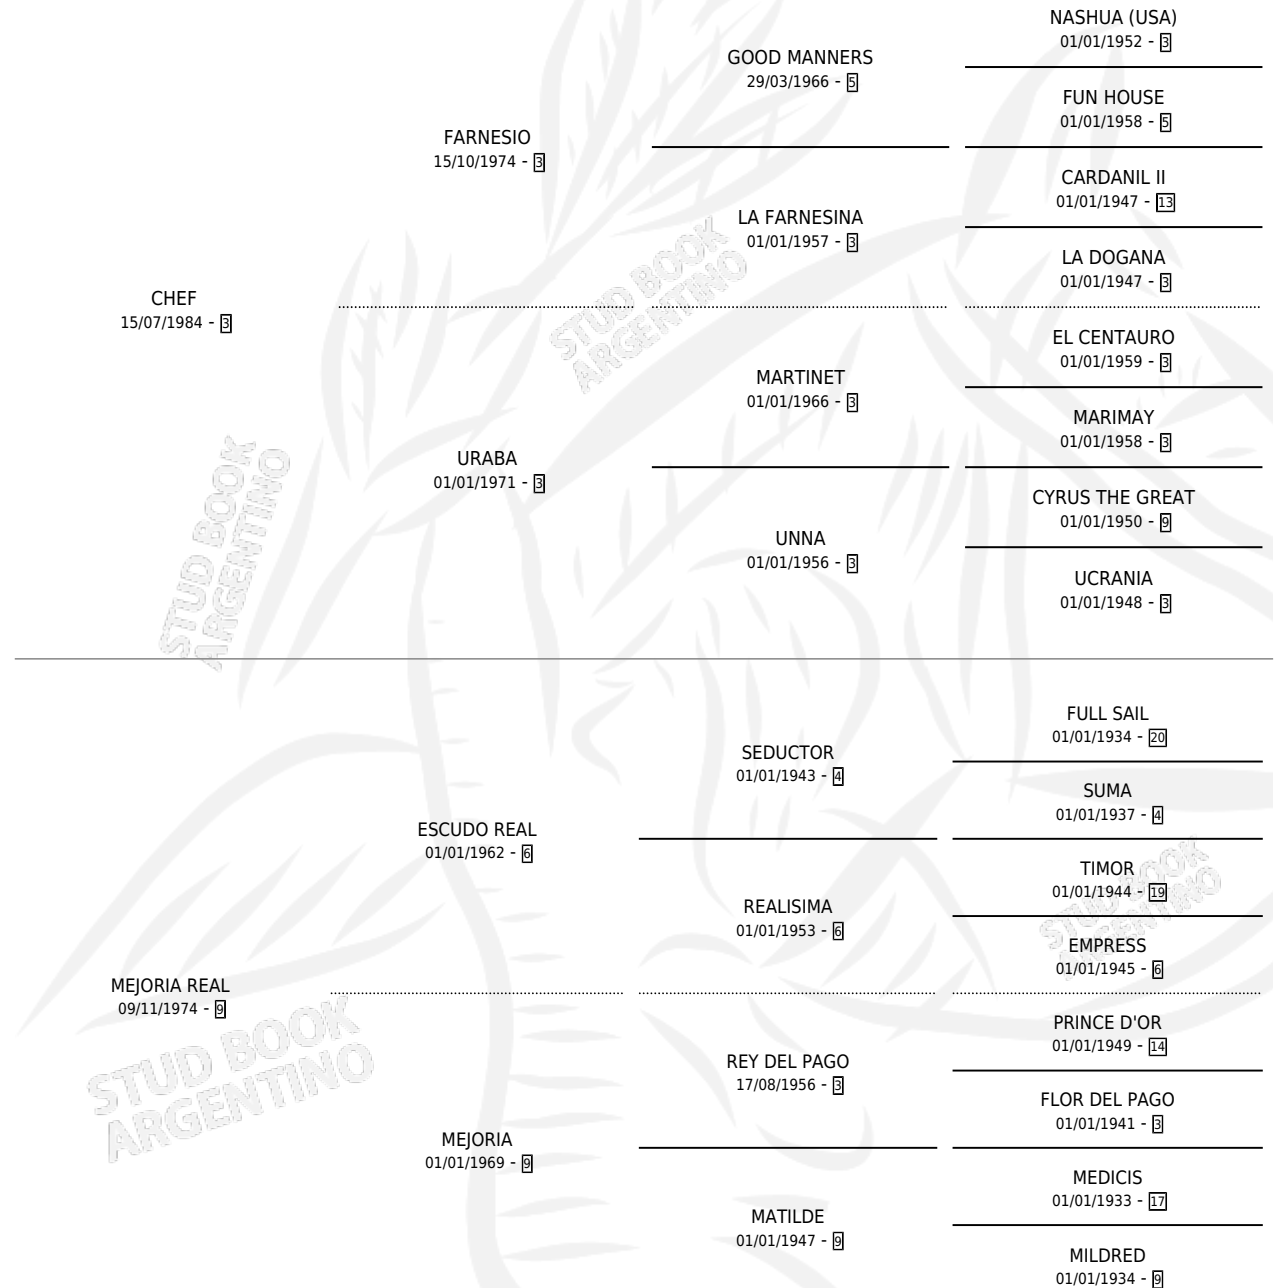 NASHUA (USA)
01/01/1952 - 3
GOOD MANNERS
29/03/1966 - 5
FUN HOUSE
01/01/1958 - 5
FARNESIO
15/10/1974 - 3
CARDANIL II
01/01/1947 - 13
LA FARNESINA
01/01/1957 - 3
LA DOGANA
01/01/1947 - 3
CHEF
15/07/1984 - 3
EL CENTAURO
01/01/1959 - 3
MARTINET
01/01/1966 - 3
MARIMAY
01/01/1958 - 3
URABA
01/01/1971 - 3
CYRUS THE GREAT
01/01/1950 - 9
UNNA
01/01/1956 - 3
UCRANIA
01/01/1948 - 3
FULL SAIL
01/01/1934 - 20
SEDUCTOR
01/01/1943 - 4
SUMA
01/01/1937 - 4
ESCUDO REAL
01/01/1962 - 6
TIMOR
01/01/1944 - 19
REALISIMA
01/01/1953 - 6
EMPRESS
01/01/1945 - 6
MEJORIA REAL
09/11/1974 - 9
PRINCE D'OR
01/01/1949 - 14
REY DEL PAGO
17/08/1956 - 3
FLOR DEL PAGO
01/01/1941 - 3
MEJORIA
01/01/1969 - 9
MEDICIS
01/01/1933 - 17
MATILDE
01/01/1947 - 9
MILDRED
01/01/1934 - 9
STUD BOOK
ARGENTINO
STUD BOOK
ARGENTINO
STUD BOOK
ARGENTINO
STUD BOOK
ARGENTINO